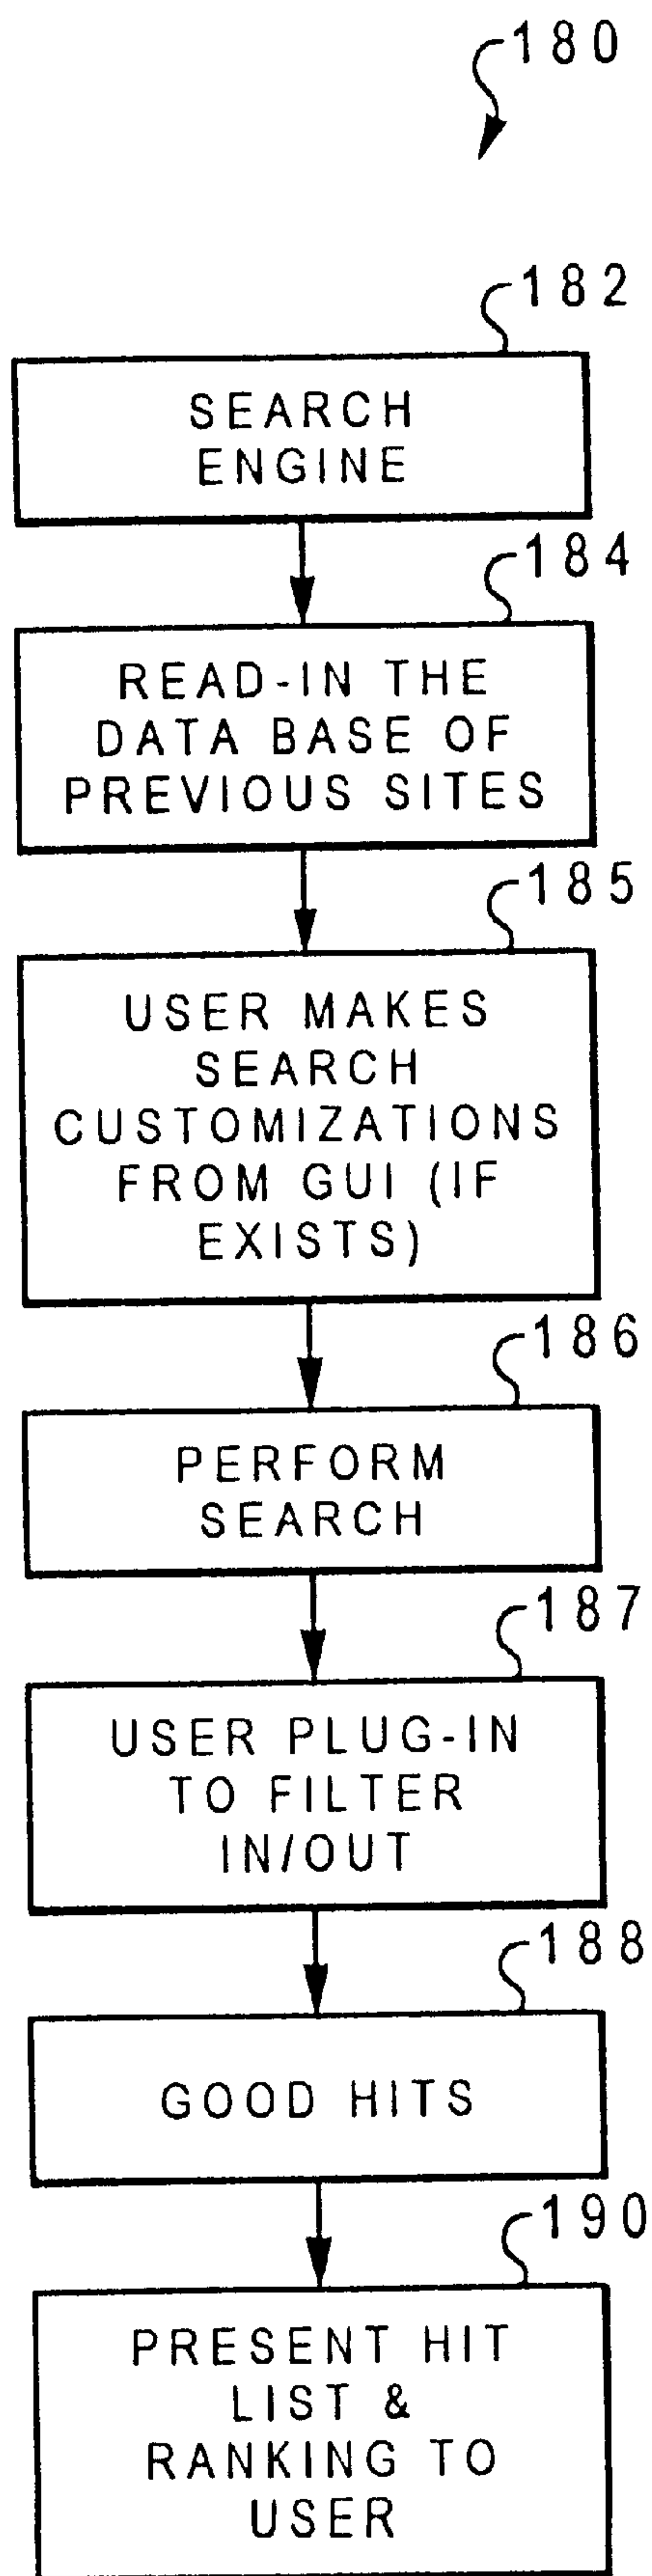 180
182
SEARCH
ENGINE
184
READ-IN THE
DATA BASE OF
PREVIOUS SITES
185
USER MAKES
SEARCH
CUSTOMIZATIONS
FROM GUI (IF
EXISTS)
186
PERFORM
SEARCH
187
USER PLUG-IN
TO FILTER
IN/OUT
188
GOOD HITS
190
PRESENT HIT
LIST &
RANKING TO
USER